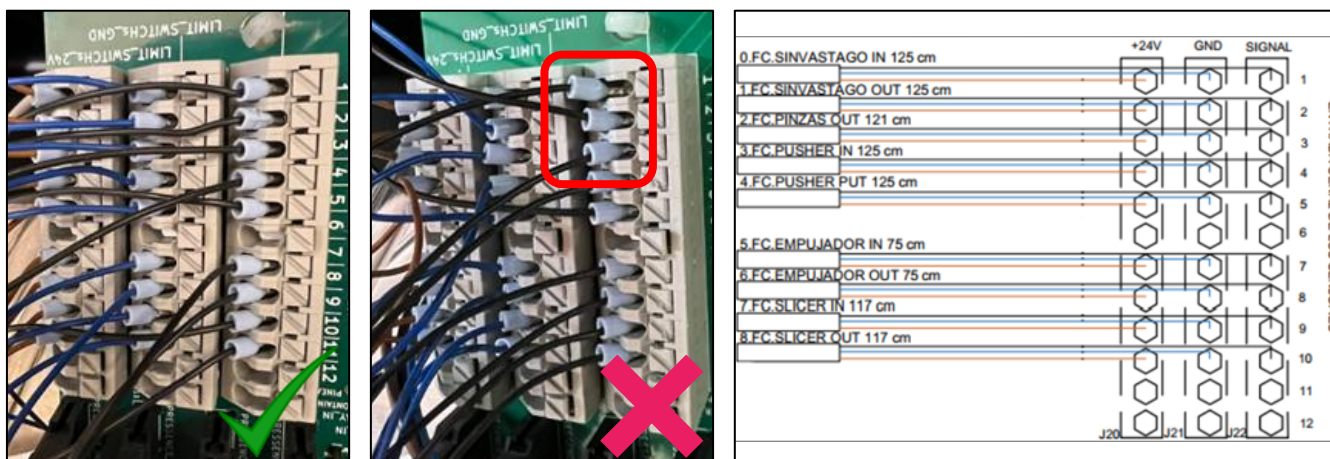 LIMIT_SWITCHs_GND
LIMIT_SWITCHs_24V
1|2|3|4|5|6|7|8|9|10|11|12
LIMIT_SWITCHs_GND
LIMIT_SWITCHs_24V
+24V GND SIGNAL
0.FC.SINVASTAGO IN 125 cm
1
1.FC.SINVASTAGO OUT 125 cm
2
2.FC.PINZAS OUT 121 cm
3
3.FC.PUSHER IN 125 cm
4
4.FC.PUSHER PUT 125 cm
5
6
5.FC.EMPUJADOR IN 75 cm
7
6.FC.EMPUJADOR OUT 75 cm
8
7.FC.SLICER IN 117 cm
9
8.FC.SLICER OUT 117 cm
10
11
12
J20 J21 J22